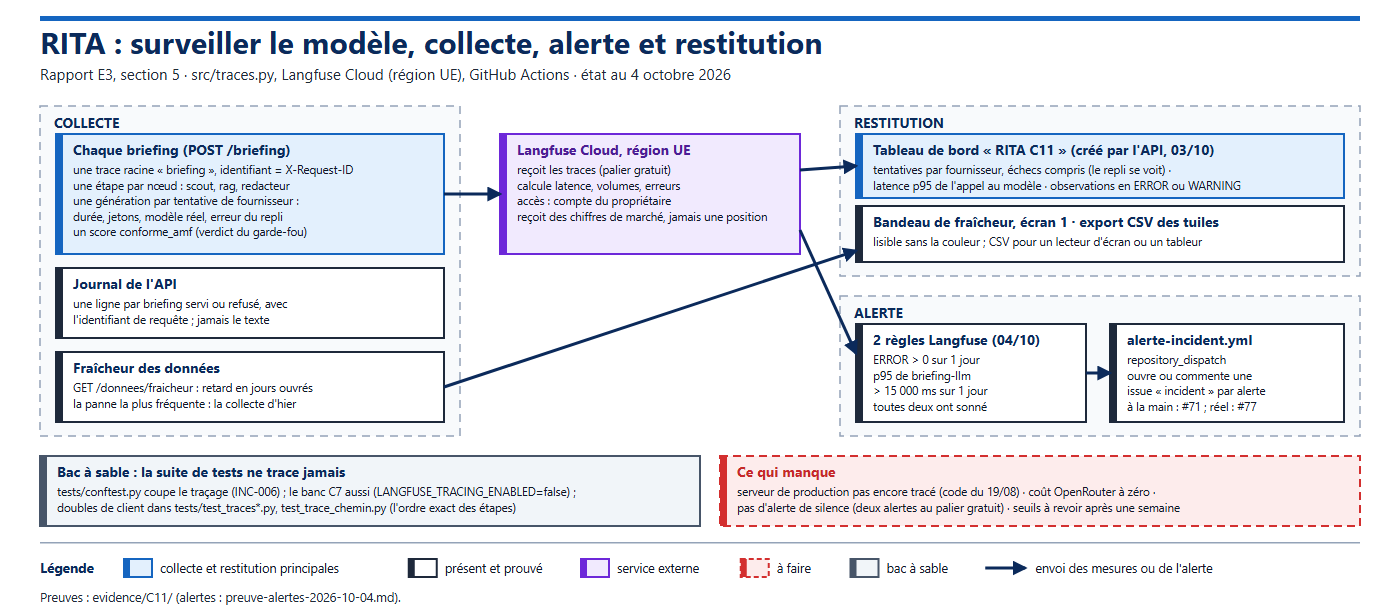 RITA : surveiller le modèle, collecte, alerte et restitution
Rapport E3, section 5 · src/traces.py, Langfuse Cloud (région UE), GitHub Actions · état au 4 octobre 2026
COLLECTE
Chaque briefing (POST /briefing)
une trace racine « briefing », identifiant = X-Request-ID
une étape par nœud : scout, rag, redacteur
une génération par tentative de fournisseur :
durée, jetons, modèle réel, erreur du repli
un score conforme_amf (verdict du garde-fou)
Journal de l'API
une ligne par briefing servi ou refusé, avec
l'identifiant de requête ; jamais le texte
Fraîcheur des données
GET /donnees/fraicheur : retard en jours ouvrés
la panne la plus fréquente : la collecte d'hier
Langfuse Cloud, région UE
reçoit les traces (palier gratuit)
calcule latence, volumes, erreurs
accès : compte du propriétaire
reçoit des chiffres de marché, jamais une position
RESTITUTION
Tableau de bord « RITA C11 » (créé par l'API, 03/10)
tentatives par fournisseur, échecs compris (le repli se voit) ·
latence p95 de l'appel au modèle · observations en ERROR ou WARNING
Bandeau de fraîcheur, écran 1 · export CSV des tuiles
lisible sans la couleur ; CSV pour un lecteur d'écran ou un tableur
ALERTE
2 règles Langfuse (04/10)
ERROR > 0 sur 1 jour
p95 de briefing-llm
> 15 000 ms sur 1 jour
toutes deux ont sonné
alerte-incident.yml
repository_dispatch
ouvre ou commente une
issue « incident » par alerte
à la main : #71 ; réel : #77
Bac à sable : la suite de tests ne trace jamais
tests/conftest.py coupe le traçage (INC-006) ; le banc C7 aussi (LANGFUSE_TRACING_ENABLED=false) ;
doubles de client dans tests/test_traces*.py, test_trace_chemin.py (l'ordre exact des étapes)
Ce qui manque
serveur de production pas encore tracé (code du 19/08) · coût OpenRouter à zéro ·
pas d'alerte de silence (deux alertes au palier gratuit) · seuils à revoir après une semaine
Légende
collecte et restitution principales
présent et prouvé
service externe
à faire
bac à sable
envoi des mesures ou de l'alerte
Preuves : evidence/C11/ (alertes : preuve-alertes-2026-10-04.md).